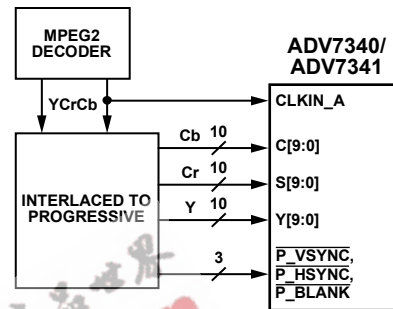 MPEG2
DECODER
ADV7340/
ADV7341
YCrCb
CLKIN_A
Cb 10
C[9:0]
Cr 10
S[9:0]
INTERLACED TO
PROGRESSIVE
Y 10
Y[9:0]
3
P_VSYNC,
P_HSYNC,
P_BLANK